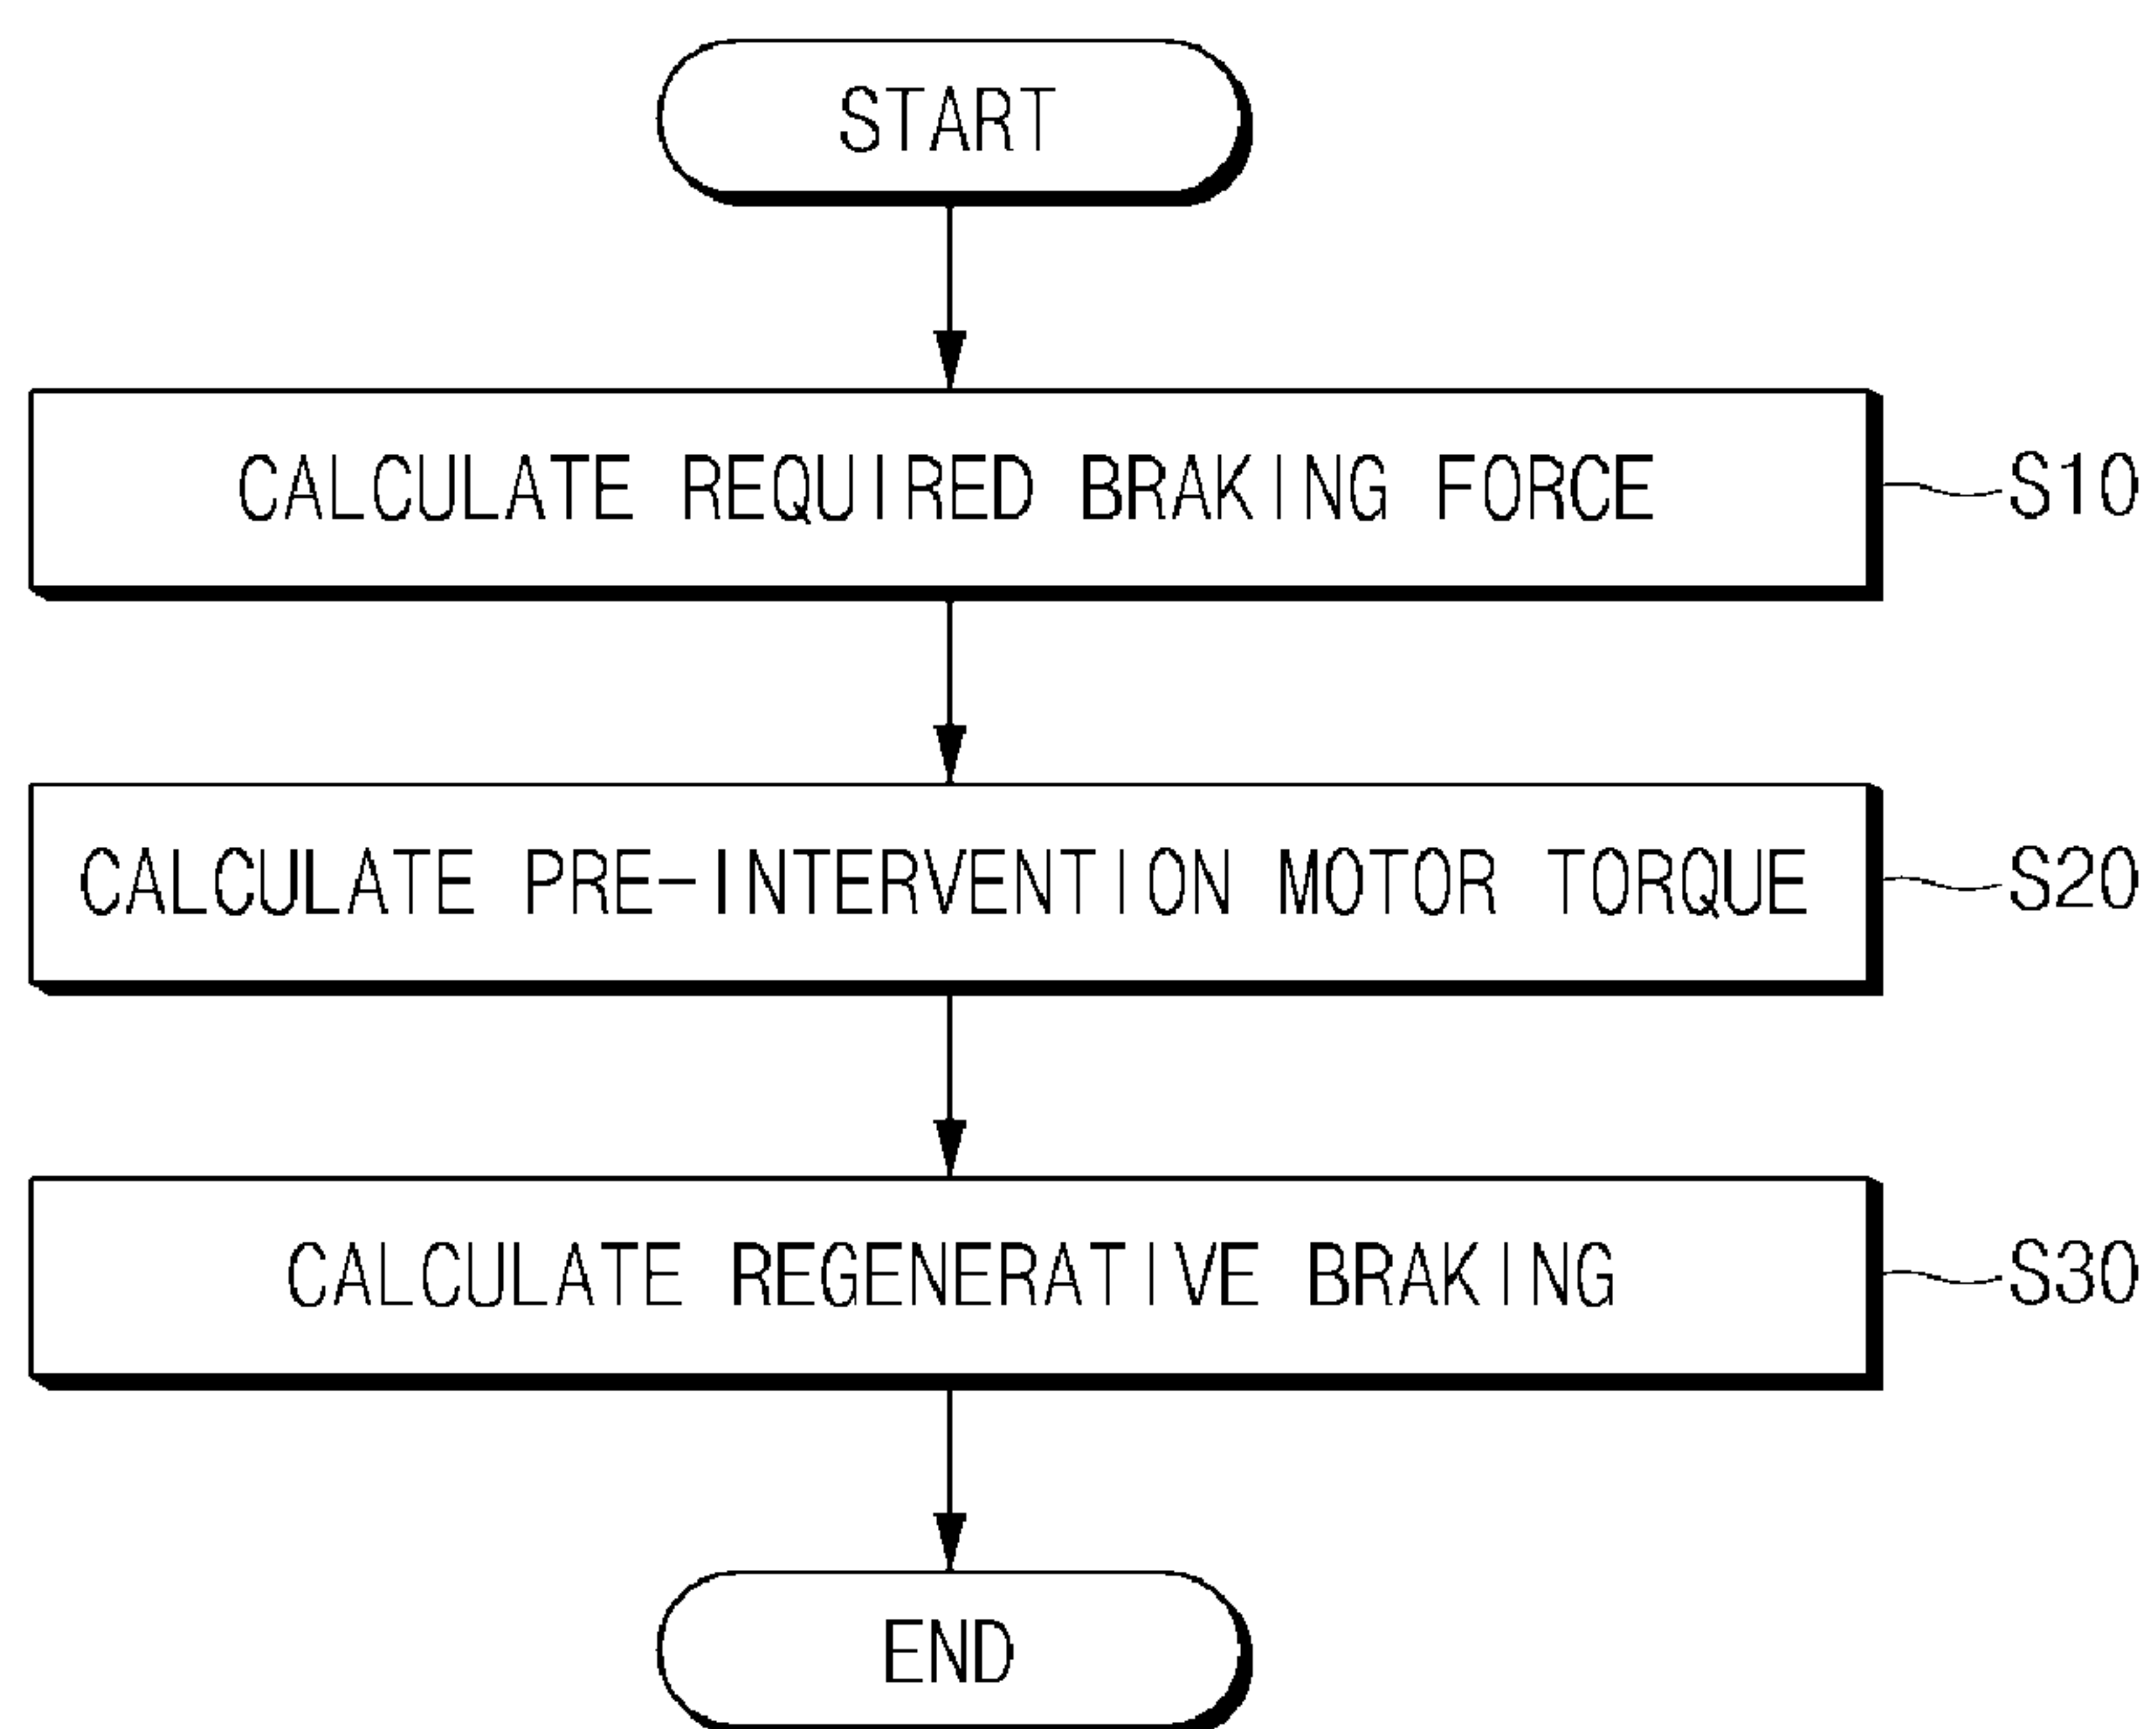 START
CALCULATE REQUIRED BRAKING FORCE
S10
CALCULATE PRE-INTERVENTION MOTOR TORQUE
S20
CALCULATE REGENERATIVE BRAKING
S30
END